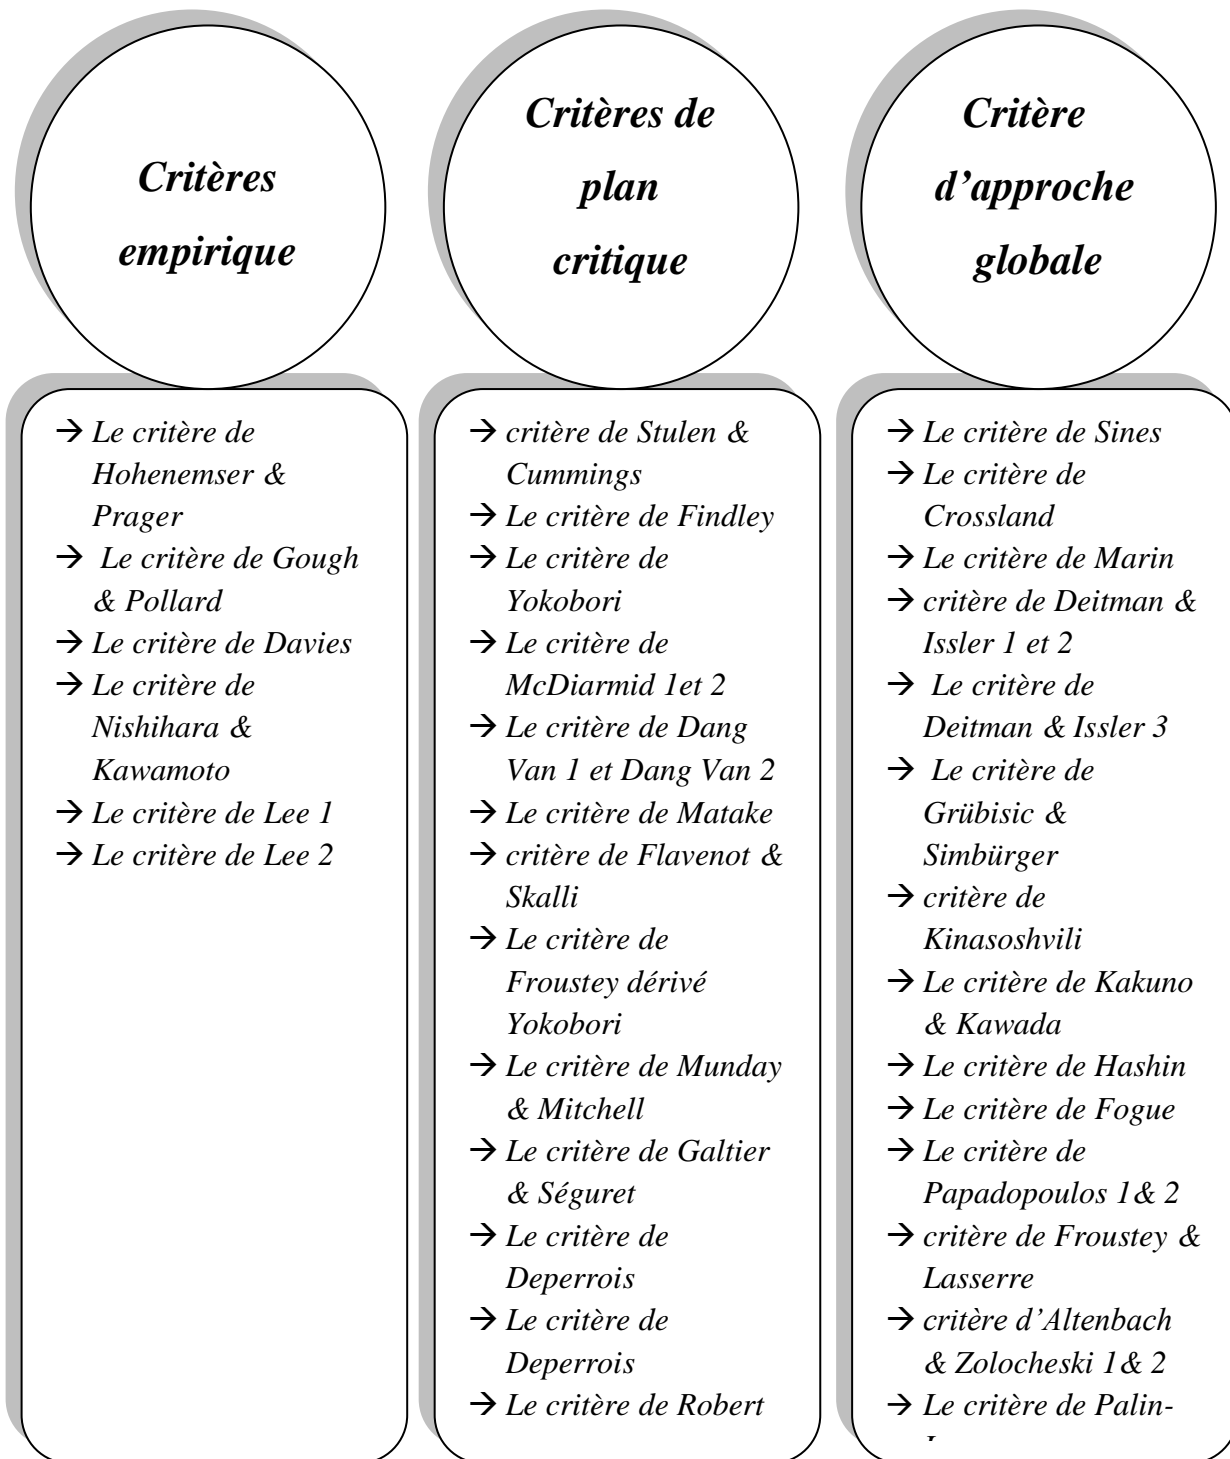 Critères
empirique
→ Le critère de
Hohenemser &
Prager
→ Le critère de Gough
& Pollard
→ Le critère de Davies
→ Le critère de
Nishihara &
Kawamoto
→ Le critère de Lee 1
→ Le critère de Lee 2
Critères de
plan
critique
→ critère de Stulen &
Cummings
→ Le critère de Findley
→ Le critère de
Yokobori
→ Le critère de
McDiarmid 1et 2
→ Le critère de Dang
Van 1 et Dang Van 2
→ Le critère de Matake
→ critère de Flavenot &
Skalli
→ Le critère de
Froustey dérivé
Yokobori
→ Le critère de Munday
& Mitchell
→ Le critère de Galtier
& Séguret
→ Le critère de
Deperrois
→ Le critère de
Deperrois
→ Le critère de Robert
Critère
d’approche
globale
→ Le critère de Sines
→ Le critère de
Crossland
→ Le critère de Marin
→ critère de Deitman &
Issler 1 et 2
→ Le critère de
Deitman & Issler 3
→ Le critère de
Grübisic &
Simbürger
→ critère de
Kinasoshvili
→ Le critère de Kakuno
& Kawada
→ Le critère de Hashin
→ Le critère de Fogue
→ Le critère de
Papadopoulos 1& 2
→ critère de Froustey &
Lasserre
→ critère d’Altenbach
& Zolocheski 1& 2
→ Le critère de Palin-